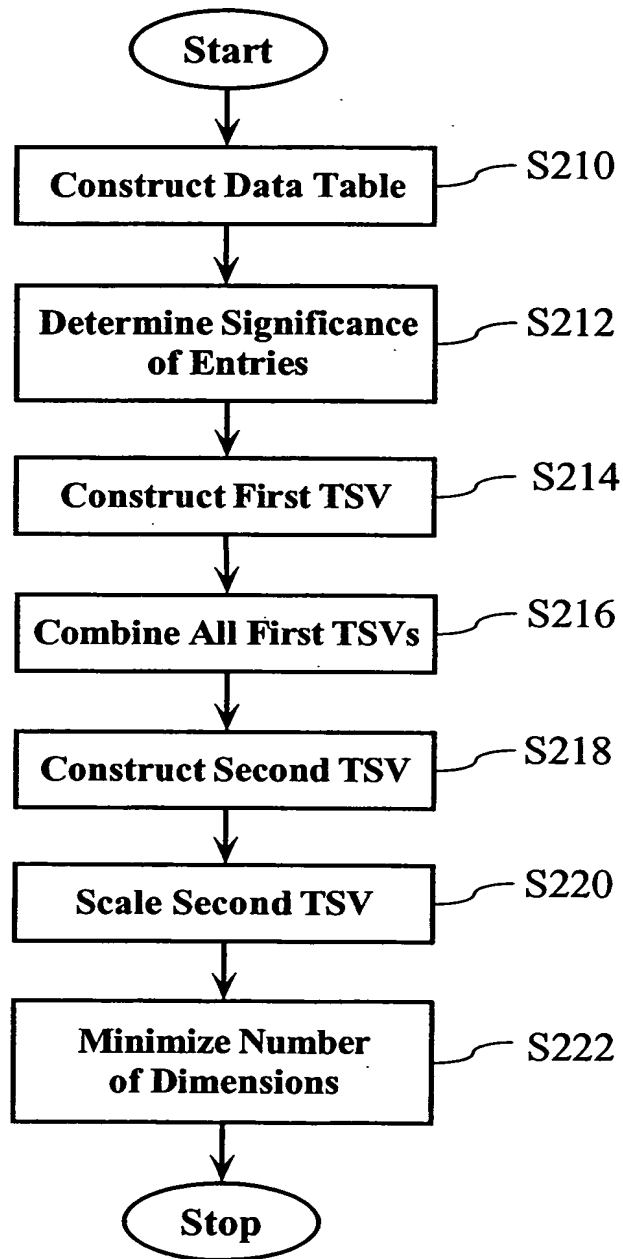 Start
Construct Data Table
S210
Determine Significance
of Entries
S212
Construct First TSV
S214
Combine All First TSVs
S216
Construct Second TSV
S218
Scale Second TSV
S220
Minimize Number
of Dimensions
S222
Stop